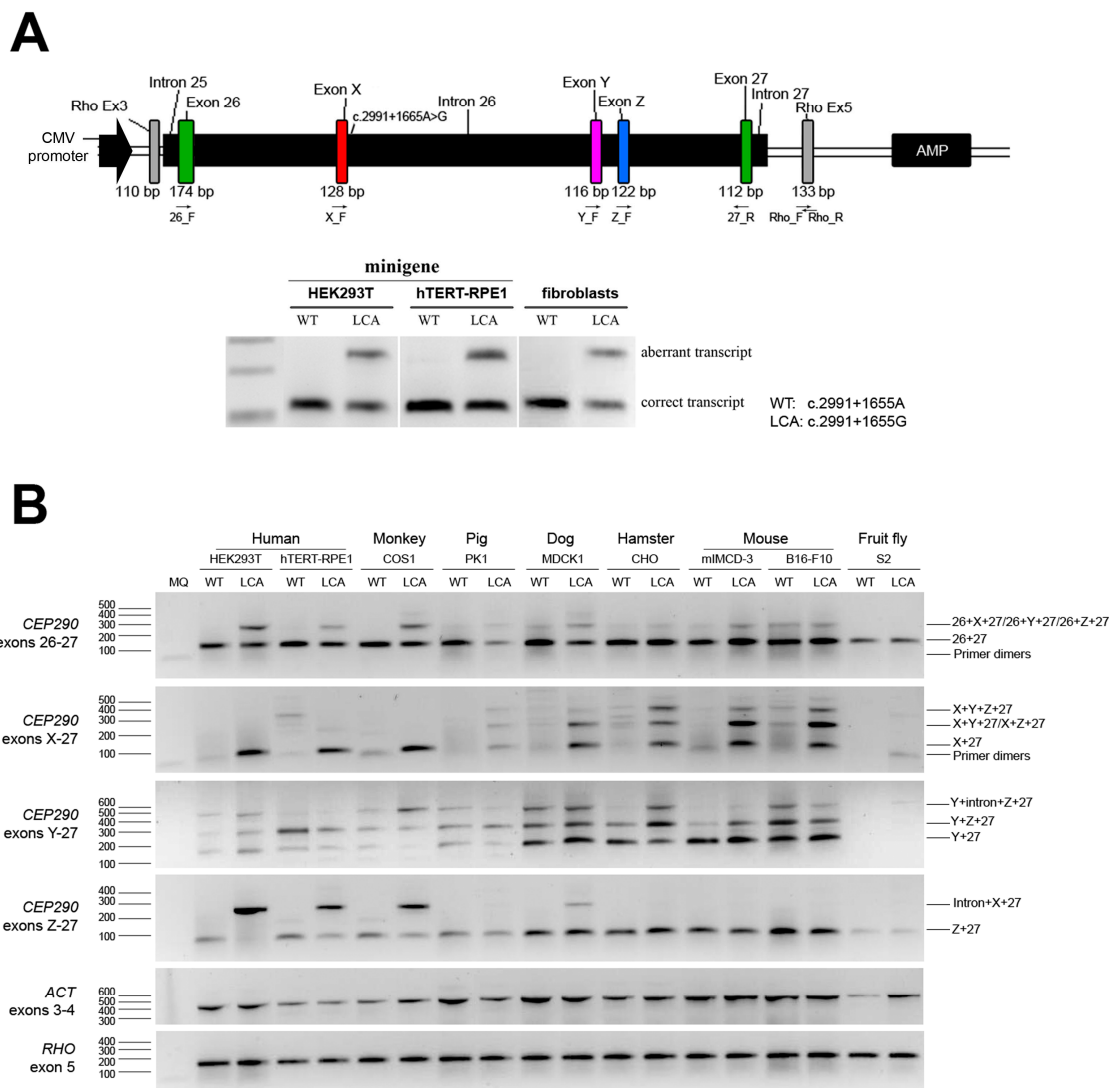 A
Rho Ex3
Intron 25
Exon 26
Exon X
c.2991+1665A>G
Intron 26
Exon Y
Exon Z
Exon 27
Intron 27
Rho Ex5
CMV
promoter
AMP
110 bp
174 bp
128 bp
116 bp
122 bp
112 bp
133 bp
26_F
X_F
Y_F
Z_F
27_R
Rho_F
Rho_R
minigene
HEK293T hTERT-RPE1 fibroblasts
WT LCA WT LCA WT LCA
aberrant transcript
correct transcript
WT: c.2991+1655A
LCA: c.2991+1655G
B
Human Monkey Pig Dog Hamster Mouse Fruit fly
HEK293T hTERT-RPE1 COS1 PK1 MDCK1 CHO mIMCD-3 B16-F10 S2
MQ WT LCA WT LCA WT LCA WT LCA WT LCA WT LCA WT LCA WT LCA WT LCA
CEP290
exons 26-27
500
400
300
200
100
26+X+27/26+Y+27/26+Z+27
26+27
Primer dimers
CEP290
exons X-27
500
400
300
200
100
X+Y+Z+27
X+Y+27/X+Z+27
X+27
Primer dimers
CEP290
exons Y-27
600
500
400
300
200
100
Y+intron+Z+27
Y+Z+27
Y+27
CEP290
exons Z-27
400
300
200
100
Intron+X+27
Z+27
ACT
exons 3-4
600
500
400
300
RHO
exon 5
400
300
200
100